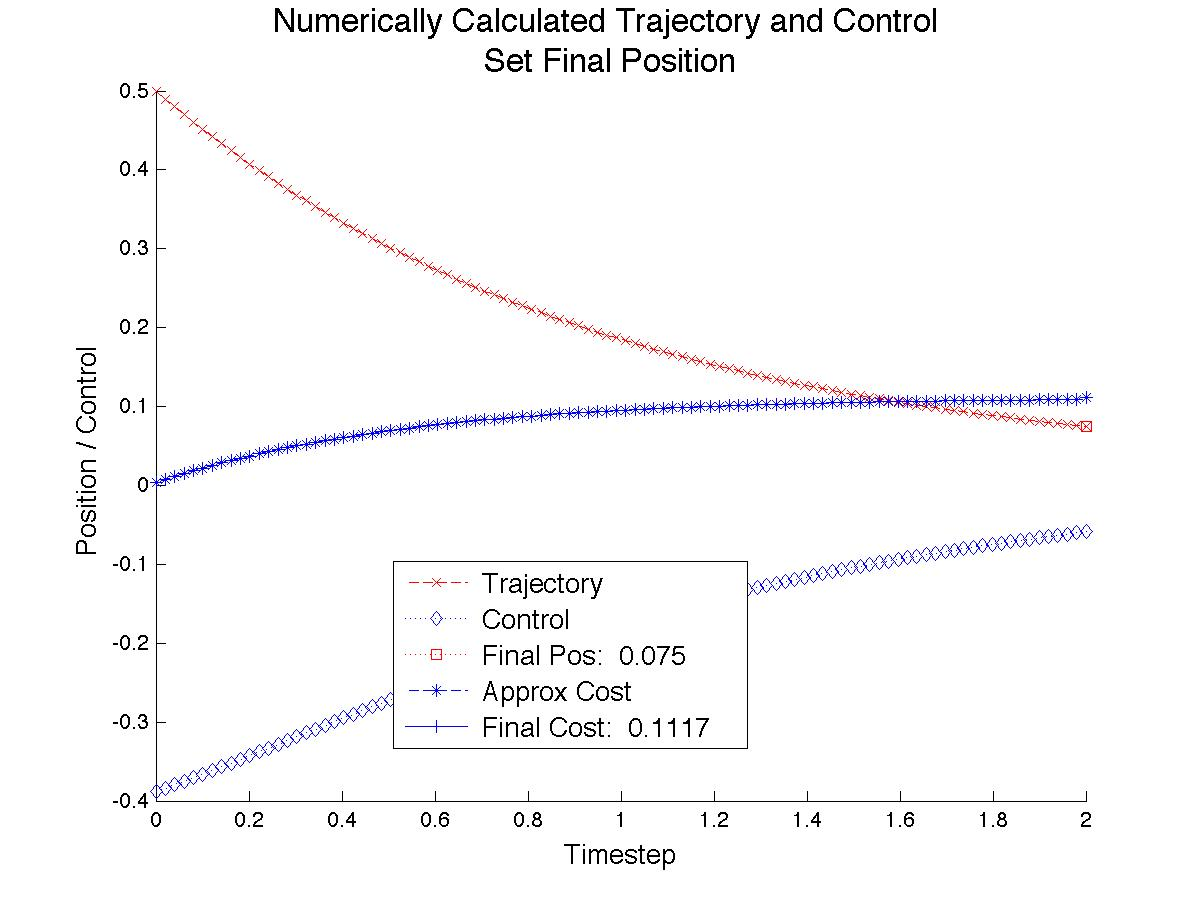 Numerically Calculated Trajectory and Control
Set Final Position
0.5
0.4
0.3
0.2
0.1
0
-0.1
-0.2
-0.3
-0.4
Position / Control
Trajectory
Control
Final Pos:  0.075
Approx Cost
Final Cost:  0.1117
0 0.2 0.4 0.6 0.8 1 1.2 1.4 1.6 1.8 2
Timestep